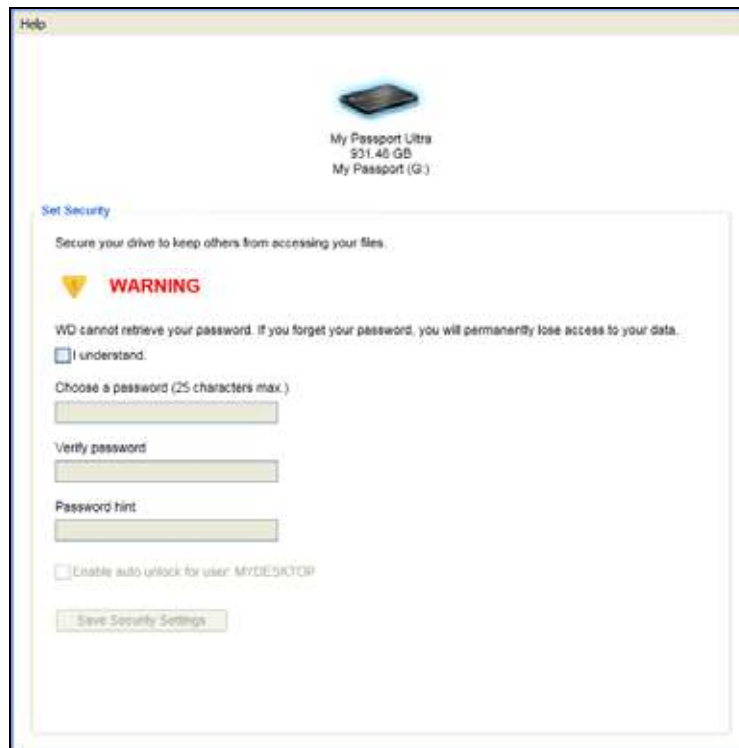 Help
My Passport Ultra
931.48 GB
My Passport (G:)
Set Security
Secure your drive to keep others from accessing your files.
WARNING
WD cannot retrieve your password. If you forget your password, you will permanently lose access to your data.
I understand.
Choose a password (25 characters max.)
Verify password
Password hint
Enable auto unlock for user: MYDESKTOP
Save Security Settings